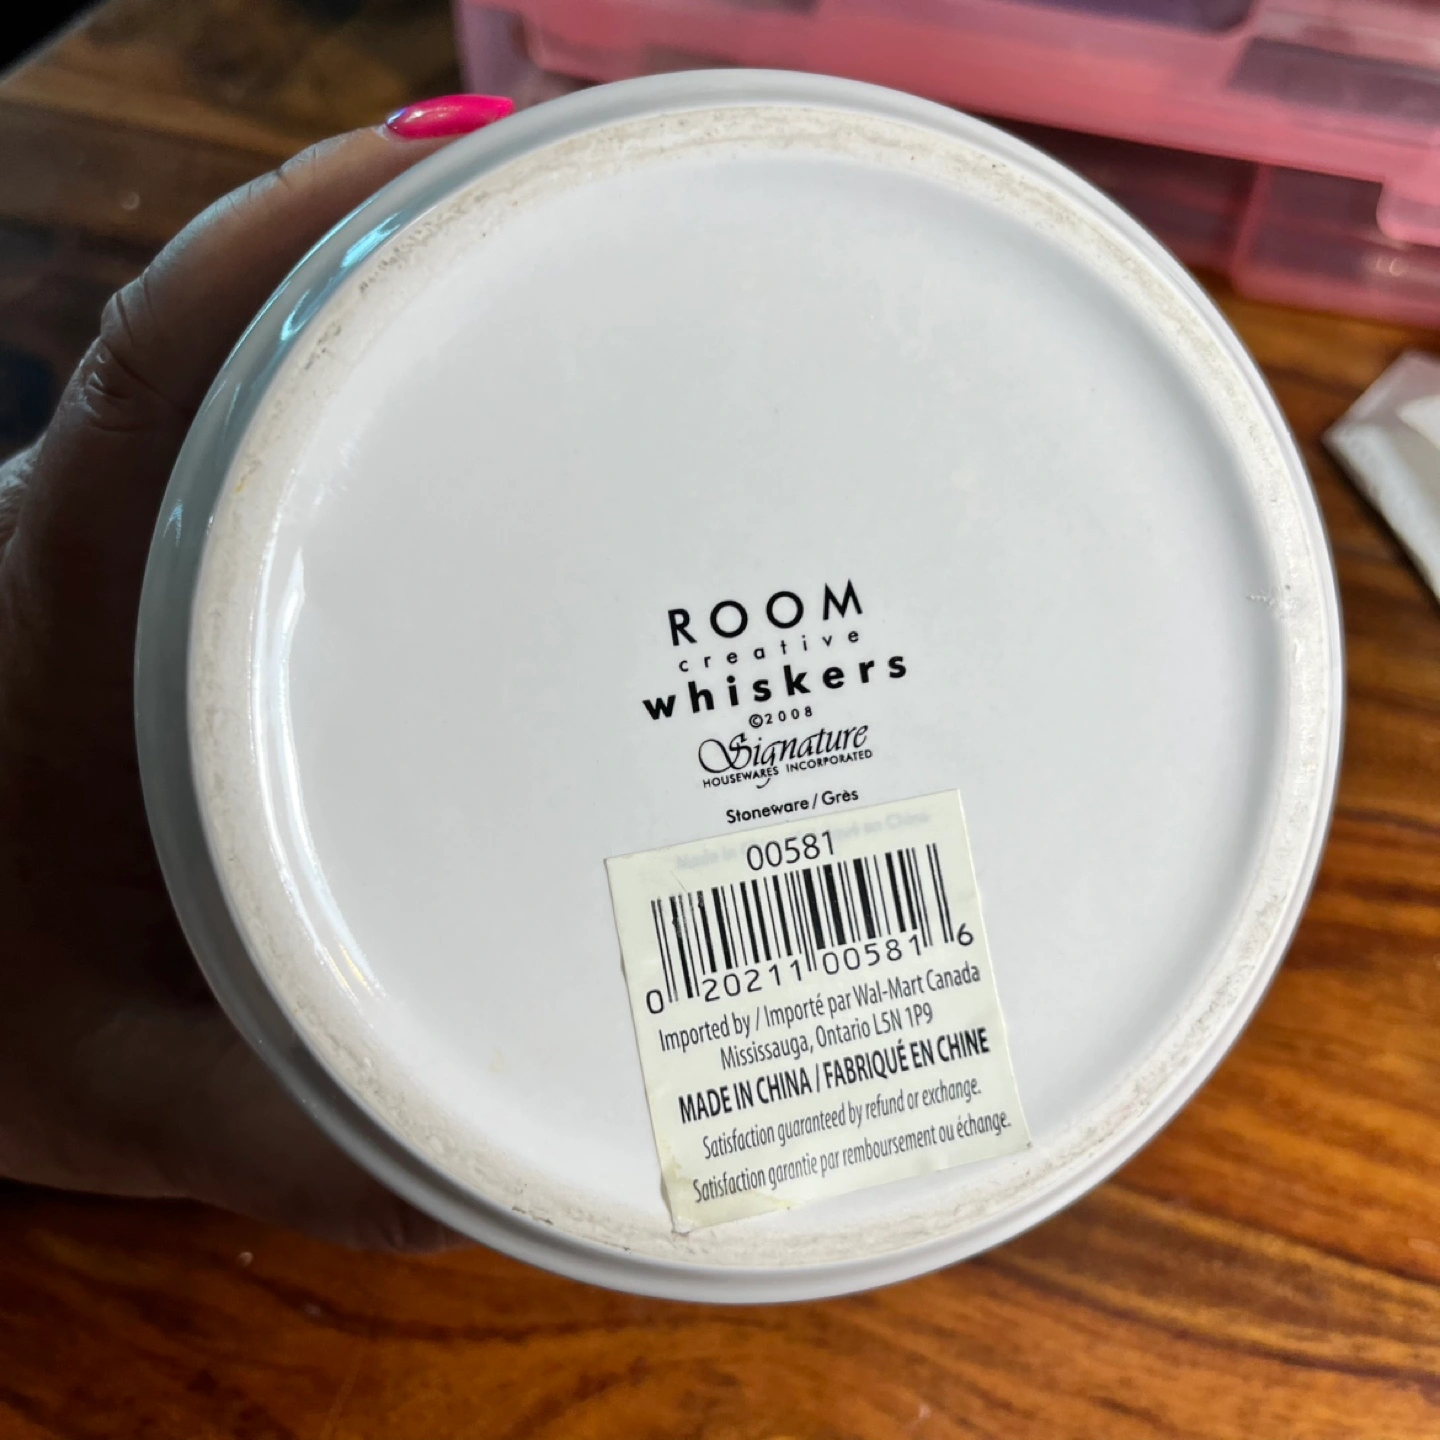 ROOM
creative
whiskers
©2008
Signature
HOUSEWARES INCORPORATED
Stoneware / Grès
00581
0 20211 00581 6
Imported by / Importé par Wal-Mart Canada
Mississauga, Ontario L5N 1P9
MADE IN CHINA / FABRIQUÉ EN CHINE
Satisfaction guaranteed by refund or exchange.
Satisfaction garantie par remboursement ou échange.